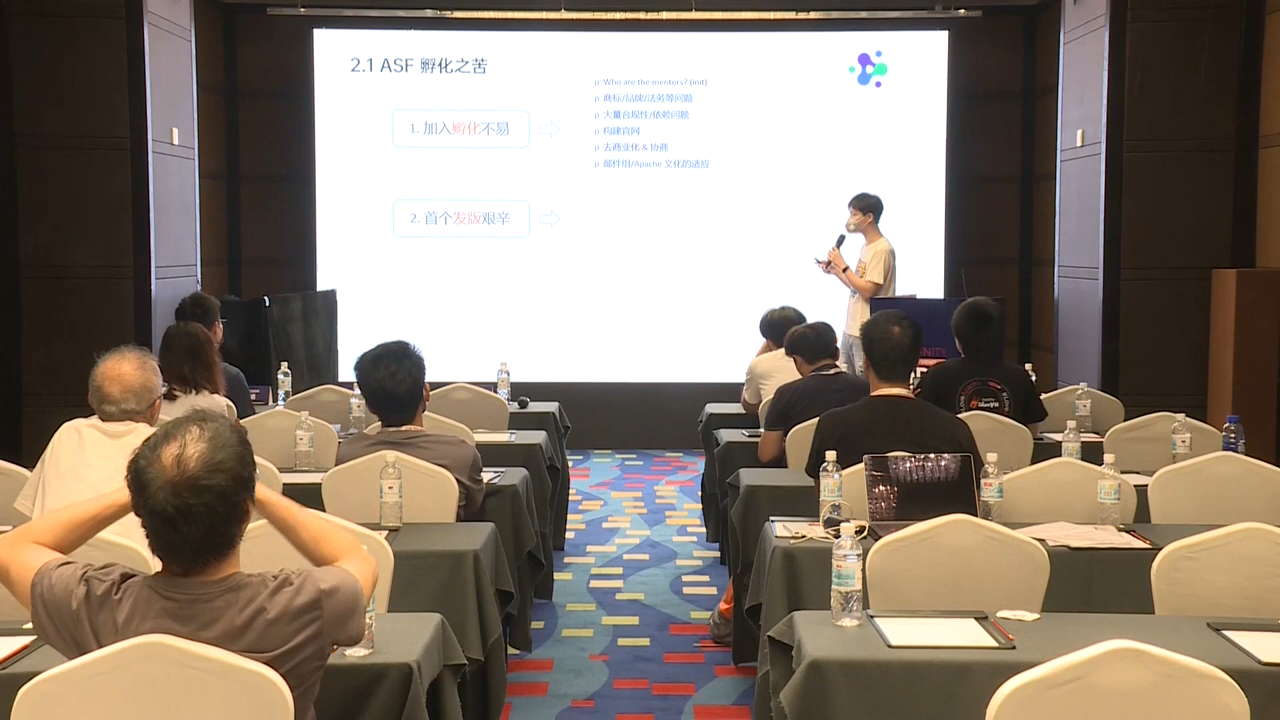 2.1 ASF 孵化之苦
p Who are the mentors? (init)
p 商标/品牌/法务等问题
1. 加入孵化不易
p 大量合规性/依赖问题
p 构建官网
p 去商业化 & 协商
p 邮件组/Apache 文化的适应
2. 首个发版艰辛